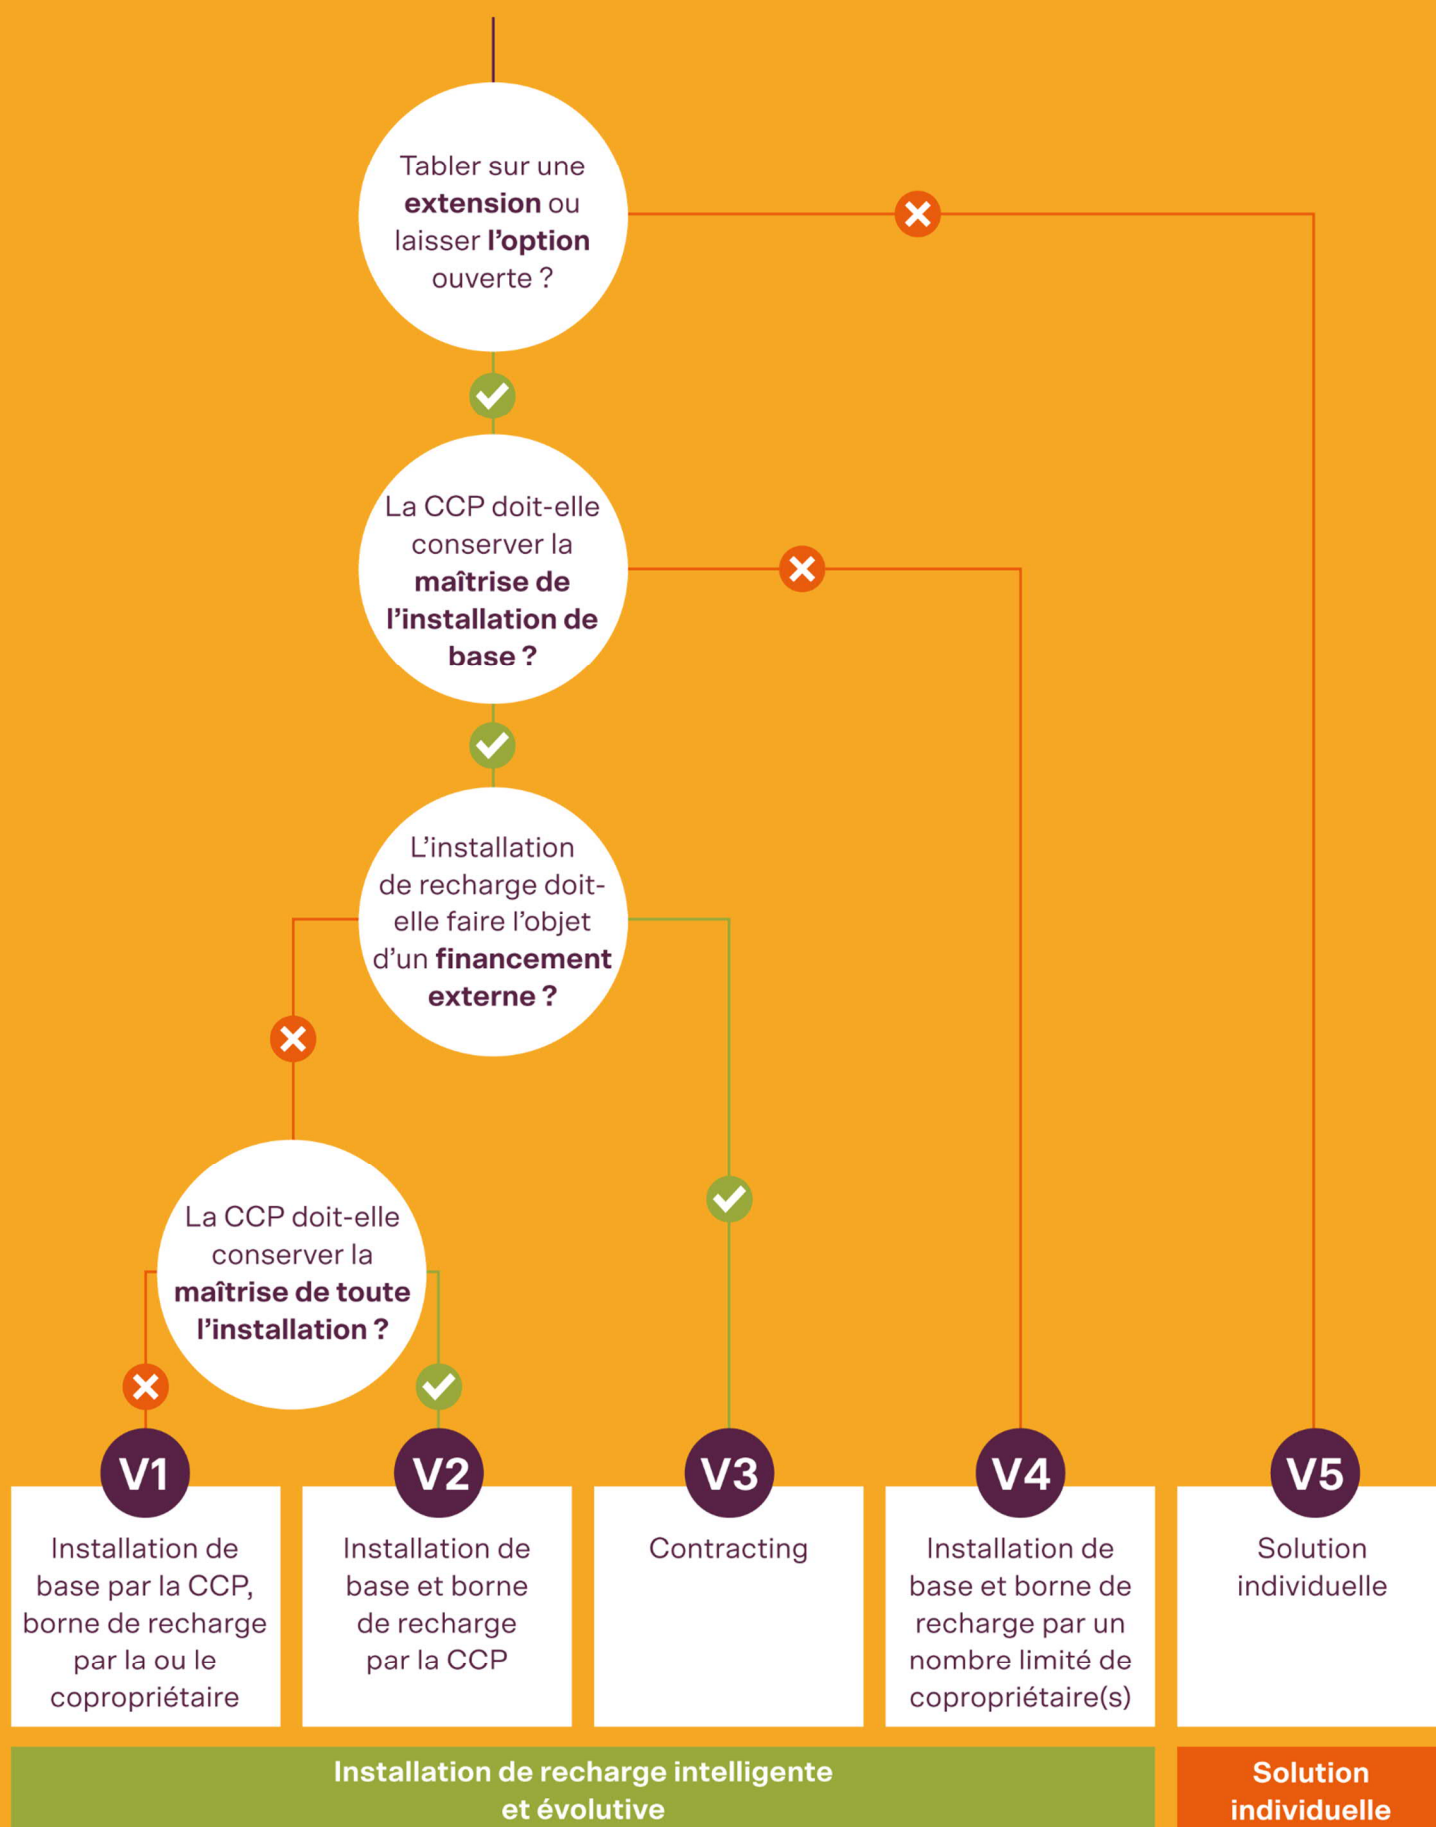 Tabler sur une
extension ou
laisser l’option
ouverte ?
La CCP doit-elle
conserver la
maîtrise de
l’installation de
base ?
L’installation
de recharge doit-
elle faire l’objet
d’un financement
externe ?
La CCP doit-elle
conserver la
maîtrise de toute
l’installation ?
V1
Installation de
base par la CCP,
borne de recharge
par la ou le
copropriétaire
V2
Installation de
base et borne
de recharge
par la CCP
V3
Contracting
V4
Installation de
base et borne de
recharge par un
nombre limité de
copropriétaire(s)
V5
Solution
individuelle
Installation de recharge intelligente
et évolutive
Solution
individuelle